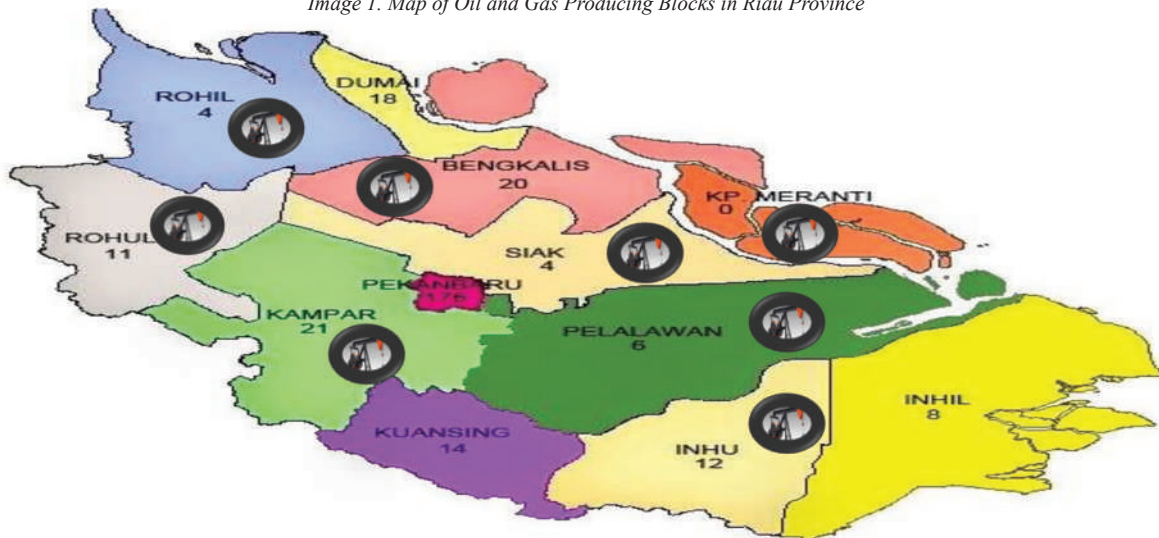 Image 1. Map of Oil and Gas Producing Blocks in Riau Province
DUMAI
18
ROHIL
4
BENGKALIS
20
KP MERANTI
0
ROHUL
11
SIAK
4
PEKANBARU
176
KAMPAR
21
PELALAWAN
6
INHIL
8
KUANSING
14
INHU
12